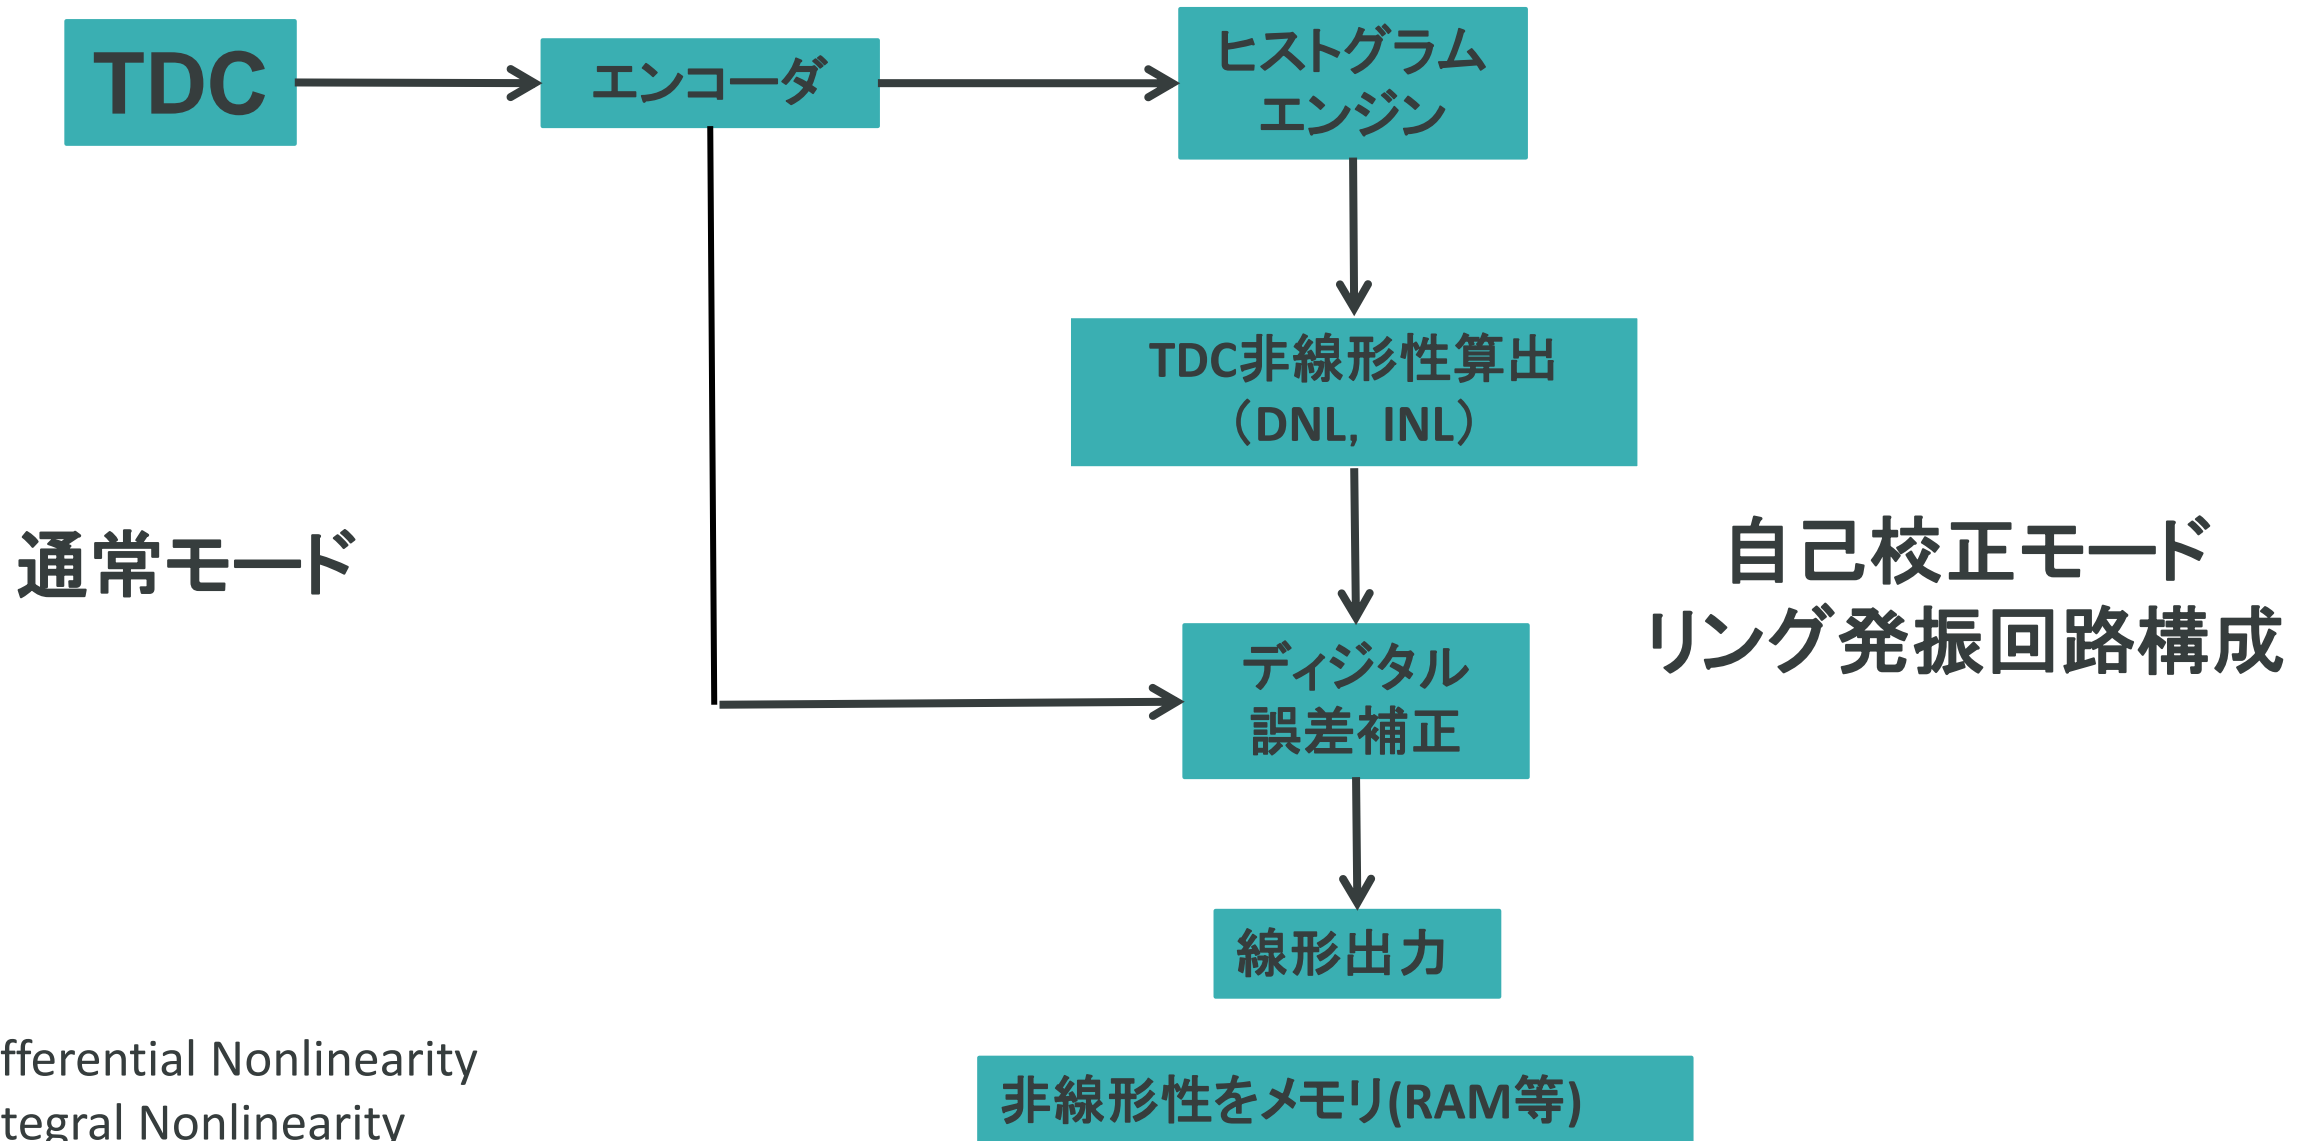 TDC
エンコーダ
ヒストグラム
エンジン
TDC非線形性算出
（DNL, INL）
通常モード
自己校正モード
リング発振回路構成
ディジタル
誤差補正
線形出力
fferential Nonlinearity
tegral Nonlinearity
非線形性をメモリ(RAM等)